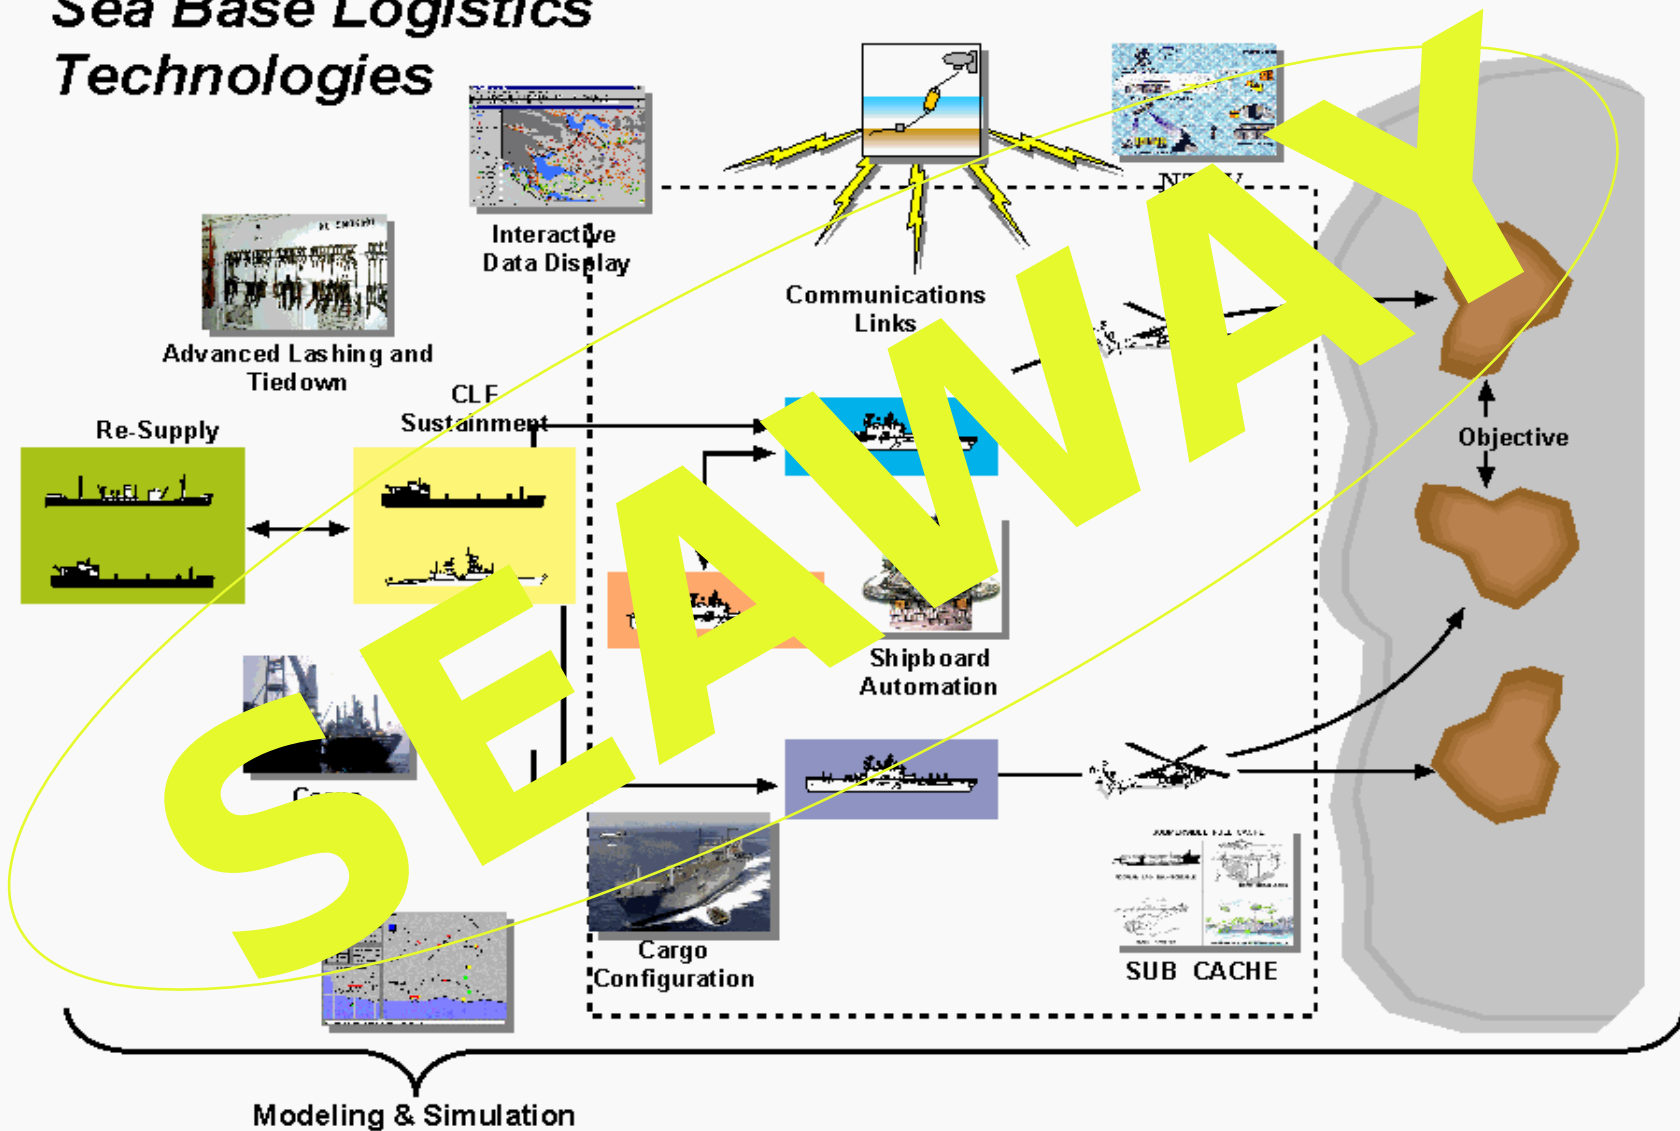 Sea Base Logistics
Technologies
Interactive
Data Display
Advanced Lashing and
Tiedown
Communications
Links
CLF
Sustainment
Re-Supply
Objective
SEAWAY
Shipboard
Automation
Cargo
Configuration
SUB CACHE
Modeling & Simulation